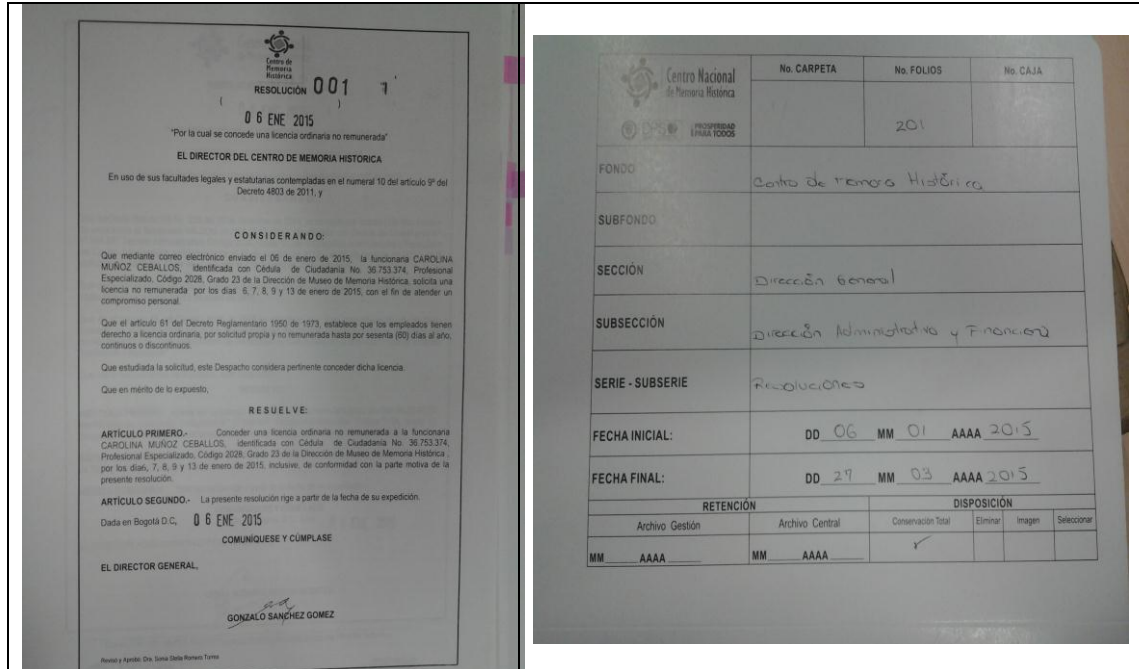 Centro de
Memoria
Histórica
RESOLUCIÓN 001
( )
06 ENE 2015
"Por la cual se concede una licencia ordinaria no remunerada"
EL DIRECTOR DEL CENTRO DE MEMORIA HISTORICA
En uso de sus facultades legales y estatutarias contempladas en el numeral 10 del artículo 9º del
Decreto 4803 de 2011, y
CONSIDERANDO:
Que mediante correo electrónico enviado el 06 de enero de 2015, la funcionaria CAROLINA
MUÑOZ CEBALLOS, identificada con Cédula de Ciudadanía No. 36.753.374, Profesional
Especializado, Código 2028, Grado 23 de la Dirección de Museo de Memoria Histórica, solicita una
licencia no remunerada por los días 6, 7, 8, 9 y 13 de enero de 2015, con el fin de atender un
compromiso personal.
Que el artículo 61 del Decreto Reglamentario 1950 de 1973, establece que los empleados tienen
derecho a licencia ordinaria, por solicitud propia y no remunerada hasta por sesenta (60) días al año,
continuos o discontinuos.
Que estudiada la solicitud, este Despacho considera pertinente conceder dicha licencia.
Que en mérito de lo expuesto,
RESUELVE:
ARTÍCULO PRIMERO.- Conceder una licencia ordinaria no remunerada a la funcionaria
CAROLINA MUÑOZ CEBALLOS, identificada con Cédula de Ciudadanía No. 36.753.374,
Profesional Especializado, Código 2028, Grado 23 de la Dirección de Museo de Memoria Histórica ,
por los días, 7, 8, 9 y 13 de enero de 2015, inclusive, de conformidad con la parte motiva de la
presente resolución.
ARTÍCULO SEGUNDO.- La presente resolución rige a partir de la fecha de su expedición.
Dada en Bogotá D.C, 06 ENE 2015
COMUNÍQUESE Y CÚMPLASE
EL DIRECTOR GENERAL,
GONZALO SANCHEZ GOMEZ
Revisó y Aprobó: Dra. Sonia Stella Romero Torres
Centro Nacional
de Memoria Histórica
DPS PROSPERIDAD
PARA TODOS
No. CARPETA No. FOLIOS No. CAJA
201
FONDO Centro de Memoria Histórica
SUBFONDO
SECCIÓN Dirección General
SUBSECCIÓN Dirección Administrativa y Financiera
SERIE - SUBSERIE Resoluciones
FECHA INICIAL: DD 06 MM 01 AAAA 2015
FECHA FINAL: DD 27 MM 03 AAAA 2015
RETENCIÓN DISPOSICIÓN
Archivo Gestión Archivo Central Conservación Total Eliminar Imagen Seleccionar
MM AAAA MM AAAA